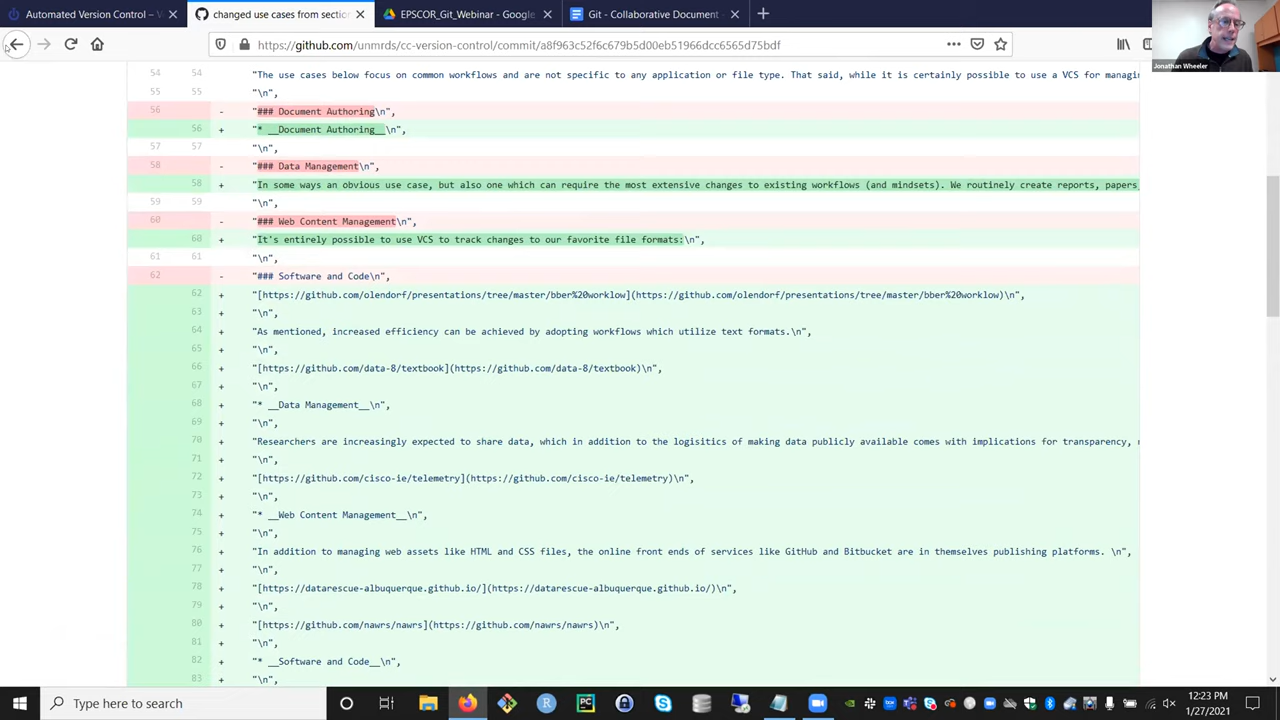 Automated Version Control – V
changed use cases from section
EPSCOR_Git_Webinar - Google
Git - Collaborative Document -
https://github.com/unmrds/cc-version-control/commit/a8f963c52f6c679b5d00eb51966dcc6565d75bdf
Jonathan Wheeler
54 54 "The use cases below focus on common workflows and are not specific to any application or file type. That said, while it is certainly possible to use a VCS for managin
55 55 "\n",
56 - "### Document Authoring\n",
56 + "* __Document Authoring__\n",
57 57 "\n",
58 - "### Data Management\n",
58 + "In some ways an obvious use case, but also one which can require the most extensive changes to existing workflows (and mindsets). We routinely create reports, papers,
59 59 "\n",
60 - "### Web Content Management\n",
60 + "It's entirely possible to use VCS to track changes to our favorite file formats:\n",
61 61 "\n",
62 - "### Software and Code\n",
62 + "[https://github.com/olendorf/presentations/tree/master/bber%20worklow](https://github.com/olendorf/presentations/tree/master/bber%20worklow)\n",
63 + "\n",
64 + "As mentioned, increased efficiency can be achieved by adopting workflows which utilize text formats.\n",
65 + "\n",
66 + "[https://github.com/data-8/textbook](https://github.com/data-8/textbook)\n",
67 + "\n",
68 + "* __Data Management__\n",
69 + "\n",
70 + "Researchers are increasingly expected to share data, which in addition to the logisitics of making data publicly available comes with implications for transparency,
71 + "\n",
72 + "[https://github.com/cisco-ie/telemetry](https://github.com/cisco-ie/telemetry)\n",
73 + "\n",
74 + "* __Web Content Management__\n",
75 + "\n",
76 + "In addition to managing web assets like HTML and CSS files, the online front ends of services like GitHub and Bitbucket are in themselves publishing platforms. \n",
77 + "\n",
78 + "[https://datarescue-albuquerque.github.io/](https://datarescue-albuquerque.github.io/)\n",
79 + "\n",
80 + "[https://github.com/nawrs/nawrs](https://github.com/nawrs/nawrs)\n",
81 + "\n",
82 + "* __Software and Code__\n",
83 + "\n",
Type here to search
12:23 PM
1/27/2021